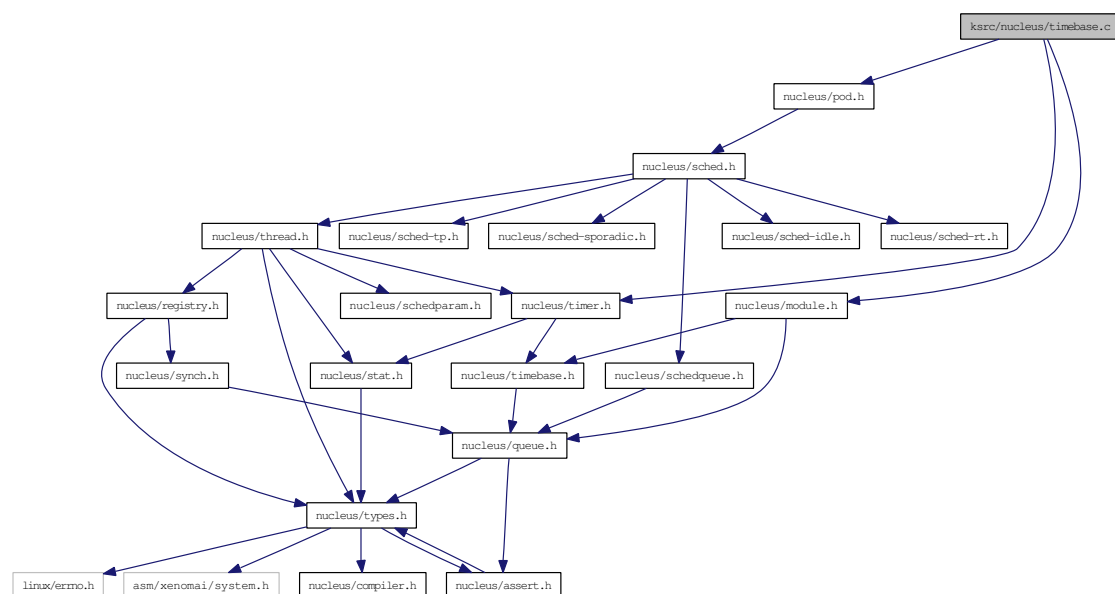 ksrc/nucleus/timebase.c
nucleus/pod.h
nucleus/sched.h
nucleus/thread.h
nucleus/sched-tp.h
nucleus/sched-sporadic.h
nucleus/sched-idle.h
nucleus/sched-rt.h
nucleus/registry.h
nucleus/schedparam.h
nucleus/timer.h
nucleus/module.h
nucleus/synch.h
nucleus/stat.h
nucleus/timebase.h
nucleus/schedqueue.h
nucleus/queue.h
nucleus/types.h
linux/errno.h
asm/xenomai/system.h
nucleus/compiler.h
nucleus/assert.h